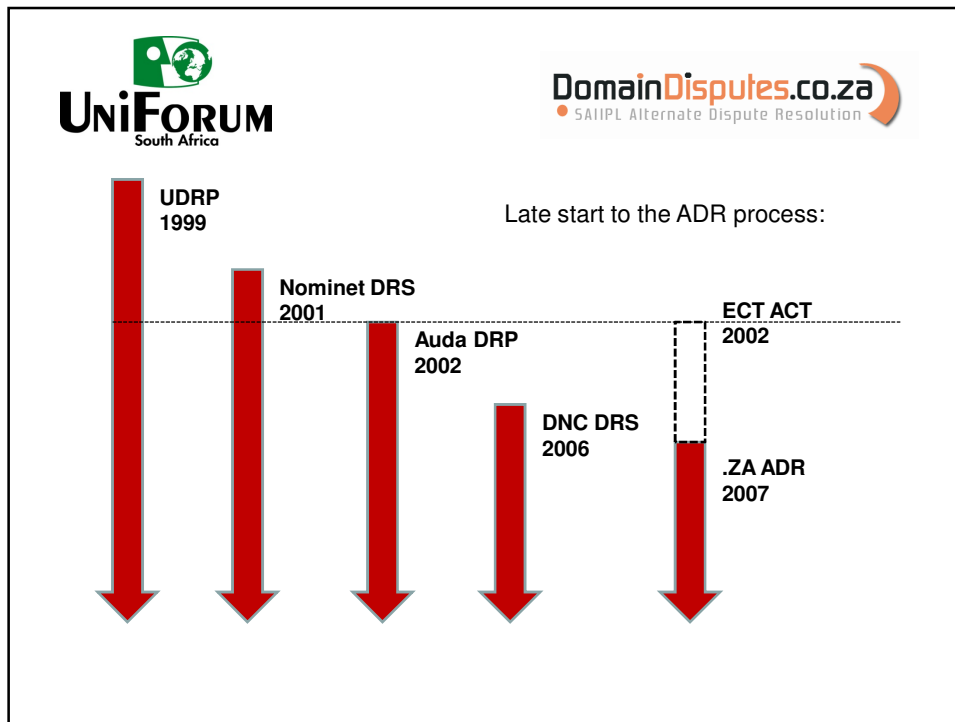 UNIFORUM
South Africa
DomainDisputes.co.za
SAIIPL Alternate Dispute Resolution
UDRP
1999
Late start to the ADR process:
Nominet DRS
2001
ECT ACT
2002
Auda DRP
2002
DNC DRS
2006
.ZA ADR
2007